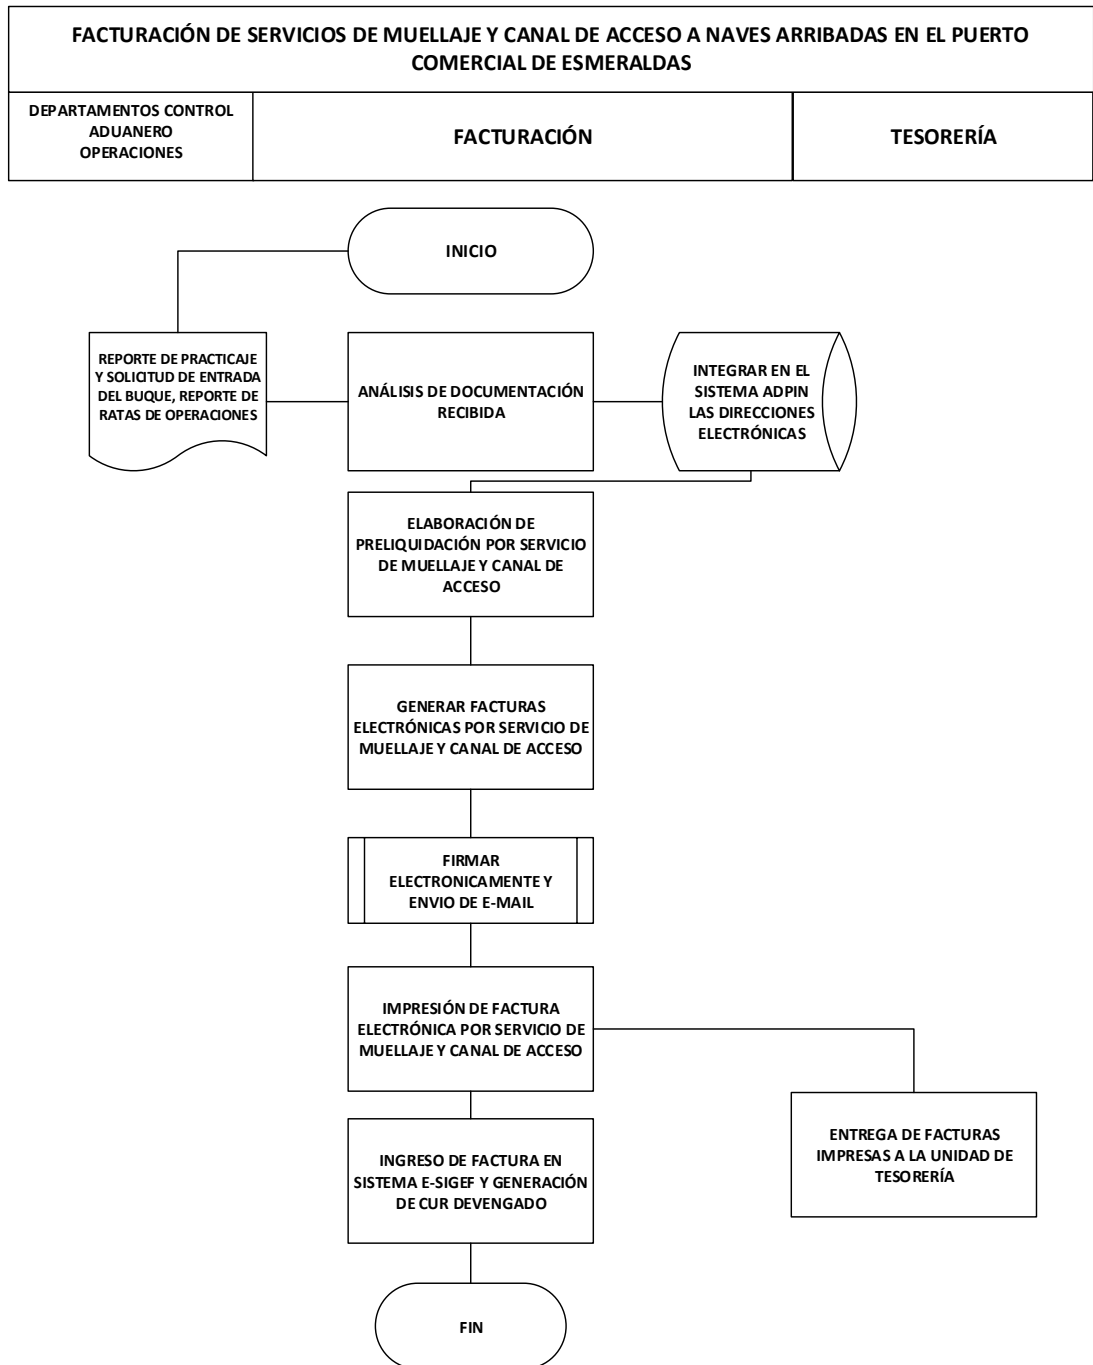 FACTURACIÓN DE SERVICIOS DE MUELLAJE Y CANAL DE ACCESO A NAVES ARRIBADAS EN EL PUERTO
COMERCIAL DE ESMERALDAS
DEPARTAMENTOS CONTROL
ADUANERO
OPERACIONES
FACTURACIÓN
TESORERÍA
INICIO
REPORTE DE PRACTICAJE
Y SOLICITUD DE ENTRADA
DEL BUQUE, REPORTE DE
RATAS DE OPERACIONES
ANÁLISIS DE DOCUMENTACIÓN
RECIBIDA
INTEGRAR EN EL
SISTEMA ADPIN
LAS DIRECCIONES
ELECTRÓNICAS
ELABORACIÓN DE
PRELIQUIDACIÓN POR SERVICIO
DE MUELLAJE Y CANAL DE
ACCESO
GENERAR FACTURAS
ELECTRÓNICAS POR SERVICIO DE
MUELLAJE Y CANAL DE ACCESO
FIRMAR
ELECTRONICAMENTE Y
ENVIO DE E-MAIL
IMPRESIÓN DE FACTURA
ELECTRÓNICA POR SERVICIO DE
MUELLAJE Y CANAL DE ACCESO
ENTREGA DE FACTURAS
IMPRESAS A LA UNIDAD DE
TESORERÍA
INGRESO DE FACTURA EN
SISTEMA E-SIGEF Y GENERACIÓN
DE CUR DEVENGADO
FIN